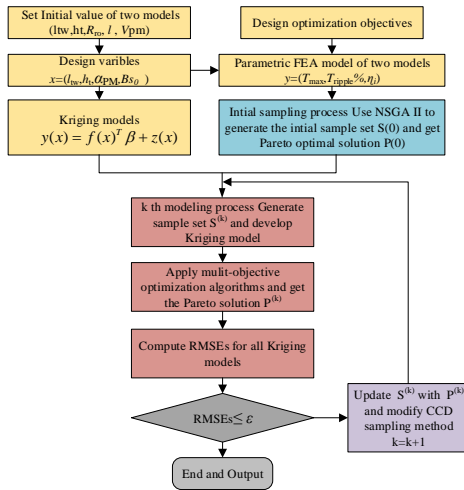 Set Initial value of two models
(ltw,ht,Rro, l , Vpm)
Design optimization objectives
Design varibles
x=(ltw,ht,αPM,Bs0 )
Parametric FEA model of two models
y=(Tmax,Tripple%,ηi)
Kriging models
y(x) = f(x)^T β + z(x)
Intial sampling process Use NSGA II to
generate the intial sample set S(0) and get
Pareto optimal solution P(0)
k th modeling process Generate
sample set S^(k) and develop
Kriging model
Apply mulit-objective
optimization algorithms and get
the Pareto solution P^(k)
Compute RMSEs for all Kriging
models
Update S^(k) with P^(k)
and modify CCD
sampling method
k=k+1
RMSEs≤ ε
End and Output